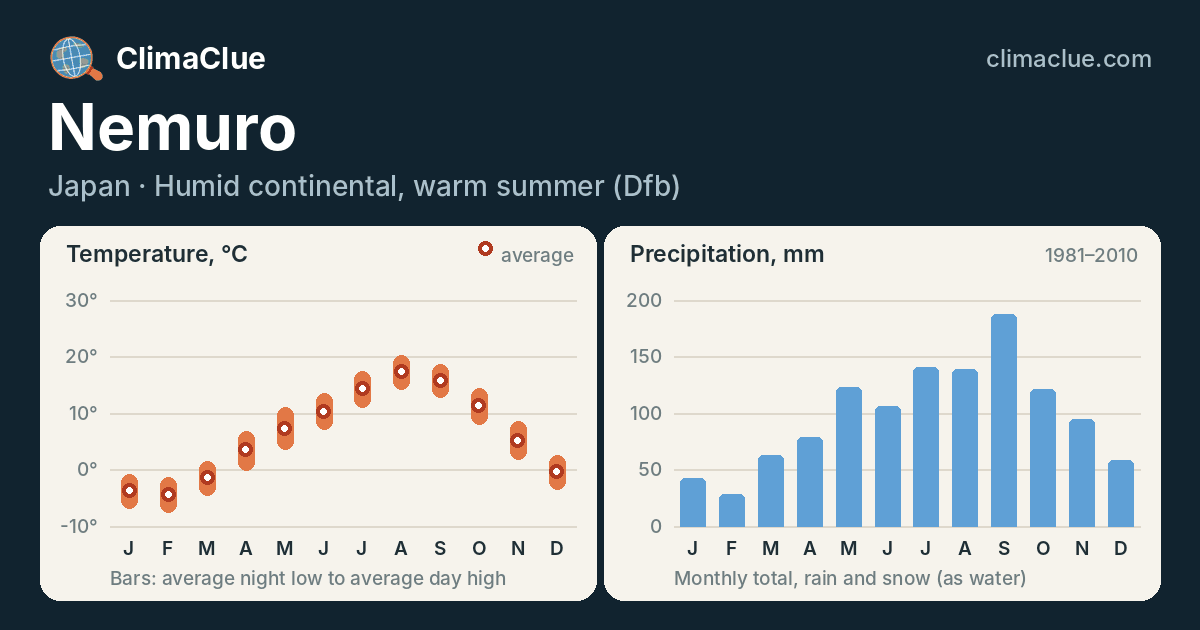 ClimaClue
climaclue.com
Nemuro
Japan · Humid continental, warm summer (Dfb)
Temperature, °C
average
30°
20°
10°
0°
-10°
J F M A M J J A S O N D
Bars: average night low to average day high
Precipitation, mm
1981–2010
200
150
100
50
0
J F M A M J J A S O N D
Monthly total, rain and snow (as water)